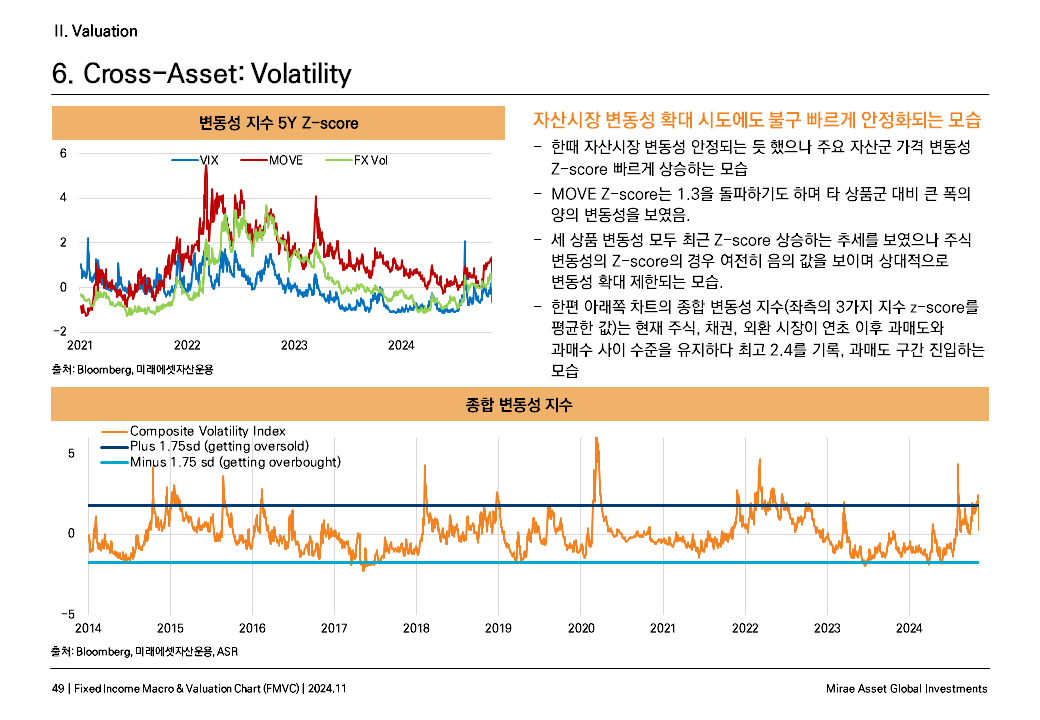 II. Valuation
6. Cross-Asset: Volatility
변동성 지수 5Y Z-score
6
4
2
0
-2
VIX
MOVE
FX Vol
2021
2022
2023
2024
출처: Bloomberg, 미래에셋자산운용
자산시장 변동성 확대 시도에도 불구 빠르게 안정화되는 모습
- 한때 자산시장 변동성 안정되는 듯 했으나 주요 자산군 가격 변동성
Z-score 빠르게 상승하는 모습
- MOVE Z-score는 1.3을 돌파하기도 하며 타 상품군 대비 큰 폭의
양의 변동성을 보였음.
- 세 상품 변동성 모두 최근 Z-score 상승하는 추세를 보였으나 주식
변동성의 Z-score의 경우 여전히 음의 값을 보이며 상대적으로
변동성 확대 제한되는 모습.
- 한편 아래쪽 차트의 종합 변동성 지수(좌측의 3가지 지수 z-score를
평균한 값)는 현재 주식, 채권, 외환 시장이 연초 이후 과매도와
과매수 사이 수준을 유지하다 최고 2.4를 기록, 과매도 구간 진입하는
모습
종합 변동성 지수
Composite Volatility Index
Plus 1.75sd (getting oversold)
Minus 1.75 sd (getting overbought)
5
0
-5
2014
2015
2016
2017
2018
2019
2020
2021
2022
2023
2024
출처: Bloomberg, 미래에셋자산운용, ASR
49 | Fixed Income Macro & Valuation Chart (FMVC) | 2024.11
Mirae Asset Global Investments